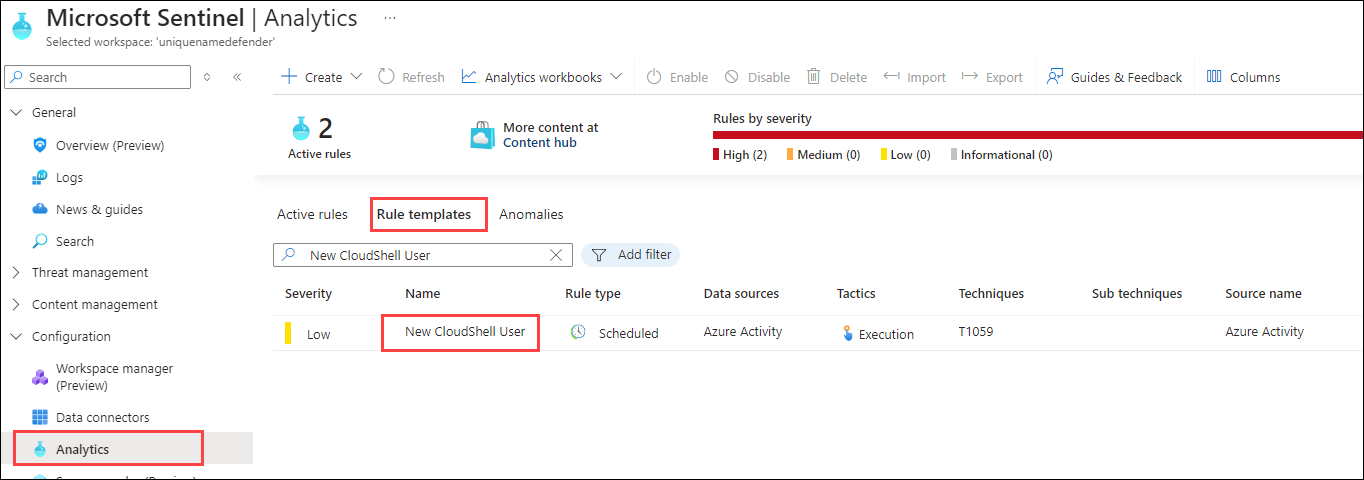 Microsoft Sentinel | Analytics ···
Selected workspace: 'uniquenamedefender'
Search
General
Overview (Preview)
Logs
News & guides
Search
Threat management
Content management
Configuration
Workspace manager
(Preview)
Data connectors
Analytics
Create
Refresh
Analytics workbooks
Enable
Disable
Delete
Import
Export
Guides & Feedback
Columns
2
Active rules
More content at
Content hub
Rules by severity
High (2) Medium (0) Low (0) Informational (0)
Active rules Rule templates Anomalies
New CloudShell User
Add filter
Severity Name Rule type Data sources Tactics Techniques Sub techniques Source name
Low New CloudShell User Scheduled Azure Activity Execution T1059 Azure Activity